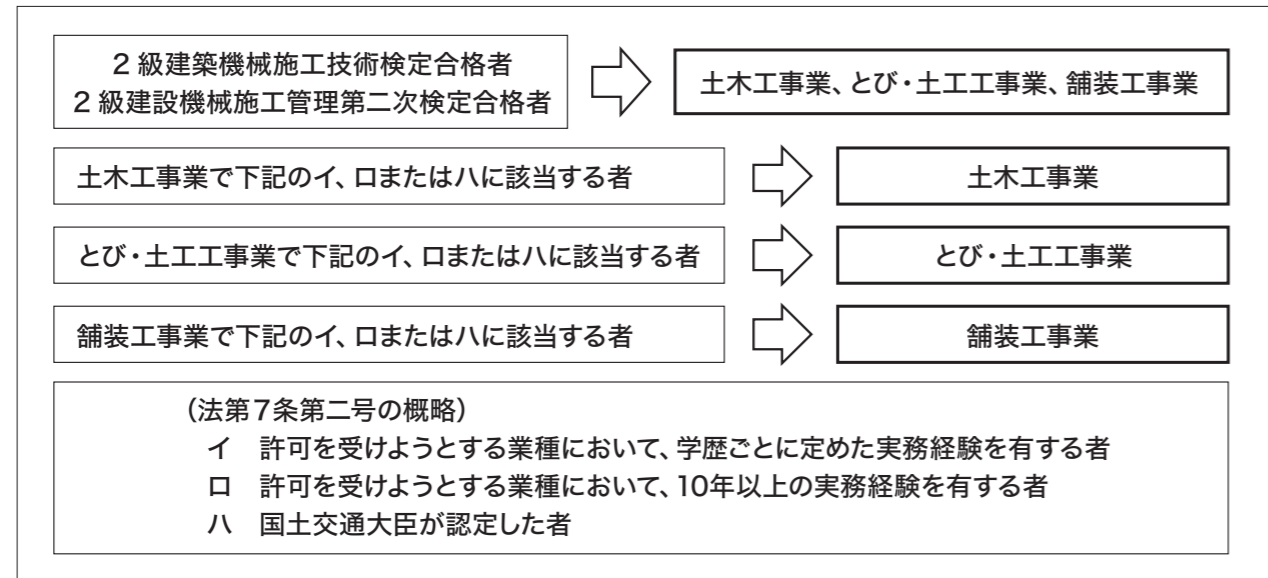 2 級建築機械施工技術検定合格者
2 級建設機械施工管理第二次検定合格者
土木工事業、とび・土工工事業、舗装工事業
土木工事業で下記のイ、ロまたはハに該当する者
土木工事業
とび・土工工事業で下記のイ、ロまたはハに該当する者
とび・土工工事業
舗装工事業で下記のイ、ロまたはハに該当する者
舗装工事業
（法第7条第二号の概略）
イ　許可を受けようとする業種において、学歴ごとに定めた実務経験を有する者
ロ　許可を受けようとする業種において、10年以上の実務経験を有する者
ハ　国土交通大臣が認定した者